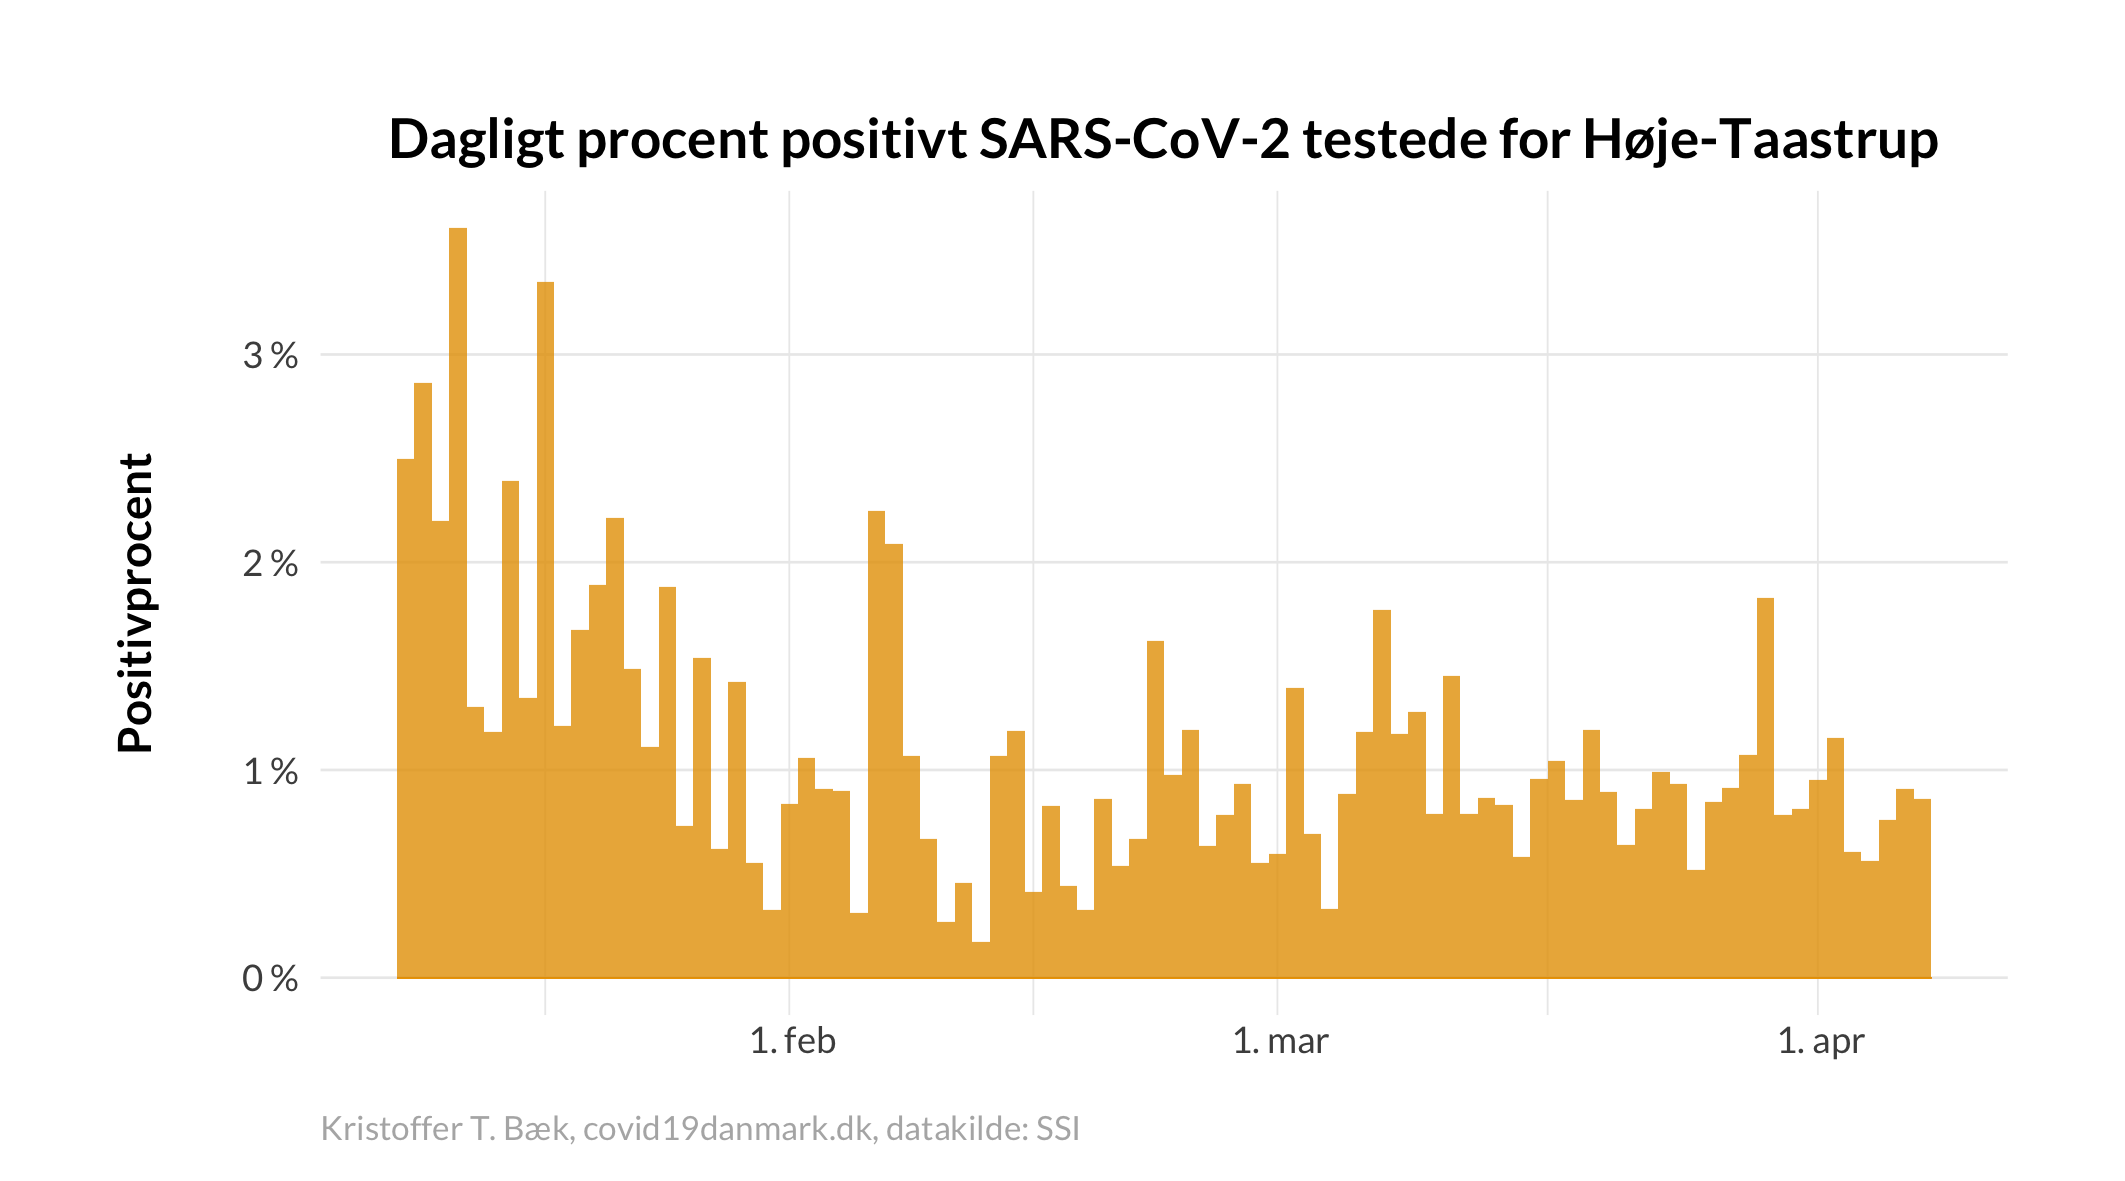 Dagligt procent positivt SARS-CoV-2 testede for Høje-Taastrup
Positivprocent
3 %
2 %
1 %
0 %
1. feb
1. mar
1. apr
Kristoffer T. Bæk, covid19danmark.dk, datakilde: SSI